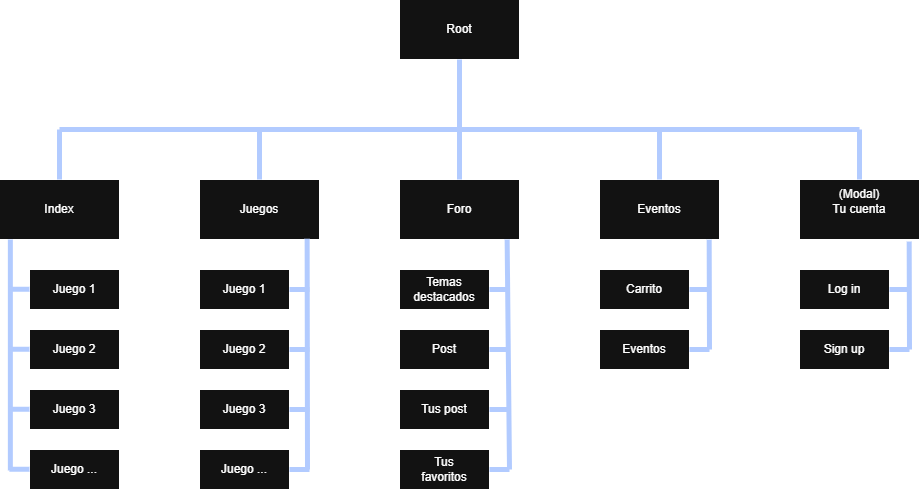 Root
Index
Juegos
Foro
Eventos
(Modal)
Tu cuenta
Juego 1
Juego 2
Juego 3
Juego ...
Juego 1
Juego 2
Juego 3
Juego ...
Temas
destacados
Post
Tus post
Tus
favoritos
Carrito
Eventos
Log in
Sign up